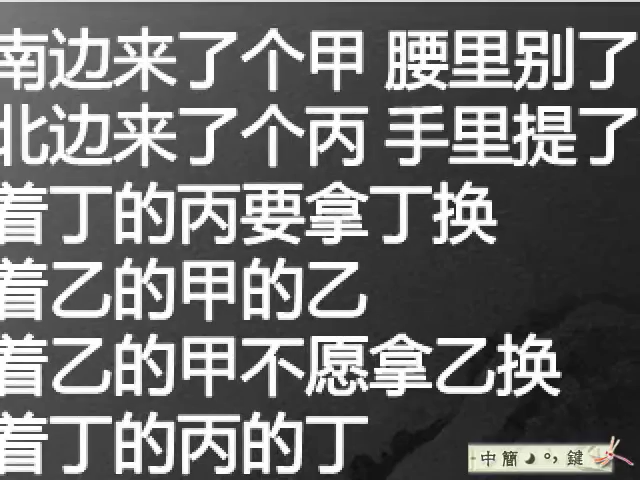 南边来了个甲 腰里别了
北边来了个丙 手里提了
着丁的丙要拿丁换
着乙的甲的乙
着乙的甲不愿拿乙换
着丁的丙的丁
中簡鍵